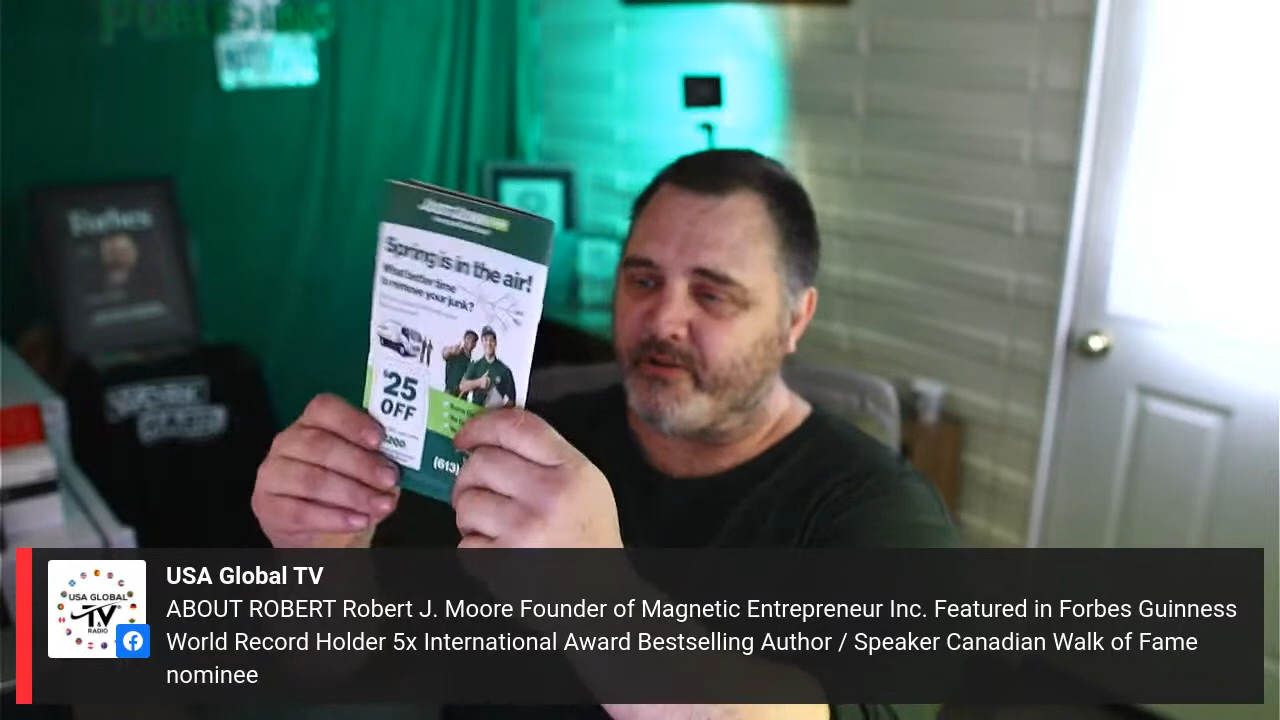 Forbes
Spring is in the air!
What better time
to remove your junk?
$25
OFF
$200
(613)
USA GLOBAL
TV
RADIO
USA Global TV
ABOUT ROBERT Robert J. Moore Founder of Magnetic Entrepreneur Inc. Featured in Forbes Guinness
World Record Holder 5x International Award Bestselling Author / Speaker Canadian Walk of Fame
nominee